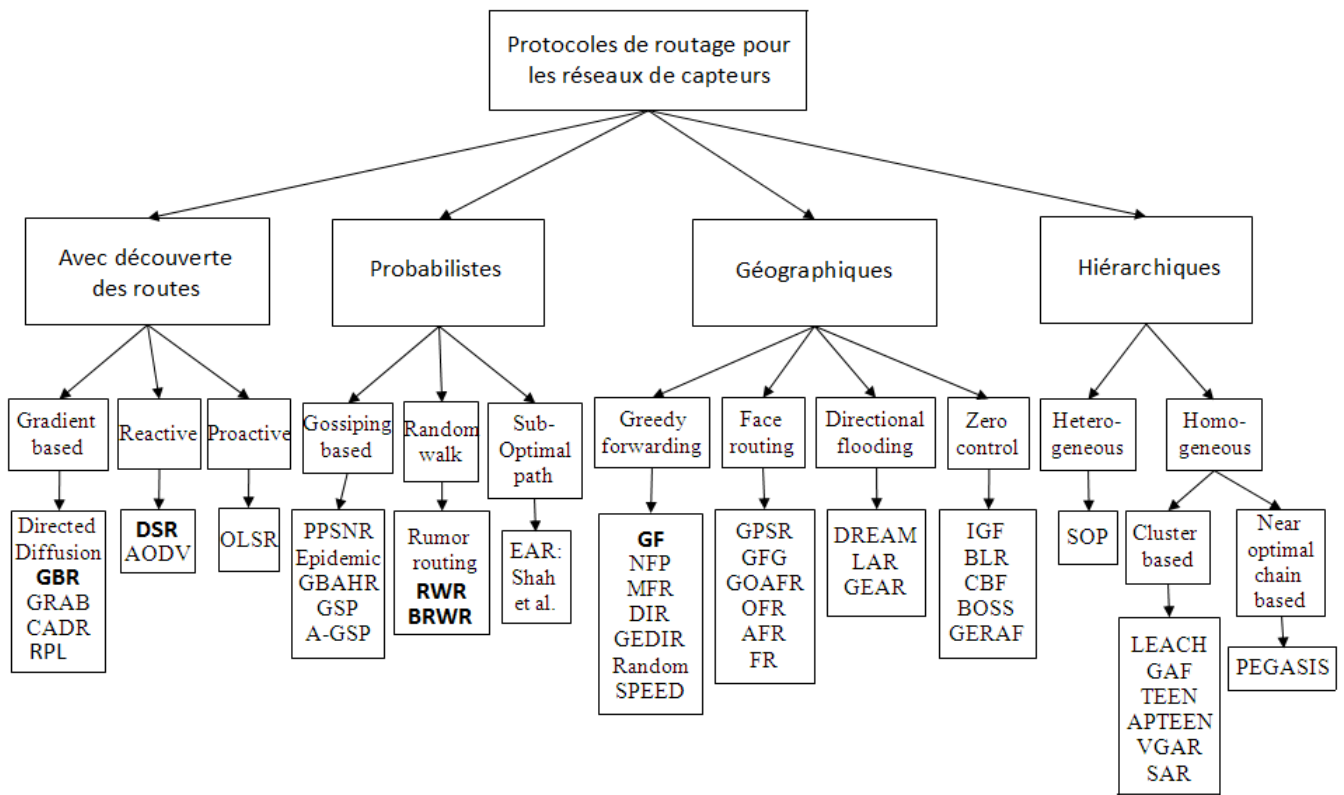 Protocoles de routage pour
les réseaux de capteurs
Avec découverte
des routes
Probabilistes
Géographiques
Hiérarchiques
Gradient
based
Reactive
Proactive
Gossiping
based
Random
walk
Sub-
Optimal
path
Greedy
forwarding
Face
routing
Directional
flooding
Zero
control
Hetero-
geneous
Homo-
geneous
Directed
Diffusion
GBR
GRAB
CADR
RPL
DSR
AODV
OLSR
PPSNR
Epidemic
GBAHR
GSP
A-GSP
Rumor
routing
RWR
BRWR
EAR:
Shah
et al.
GF
NFP
MFR
DIR
GEDIR
Random
SPEED
GPSR
GFG
GOAFR
OFR
AFR
FR
DREAM
LAR
GEAR
IGF
BLR
CBF
BOSS
GERAF
SOP
Cluster
based
Near
optimal
chain
based
LEACH
GAF
TEEN
APTEEN
VGAR
SAR
PEGASIS